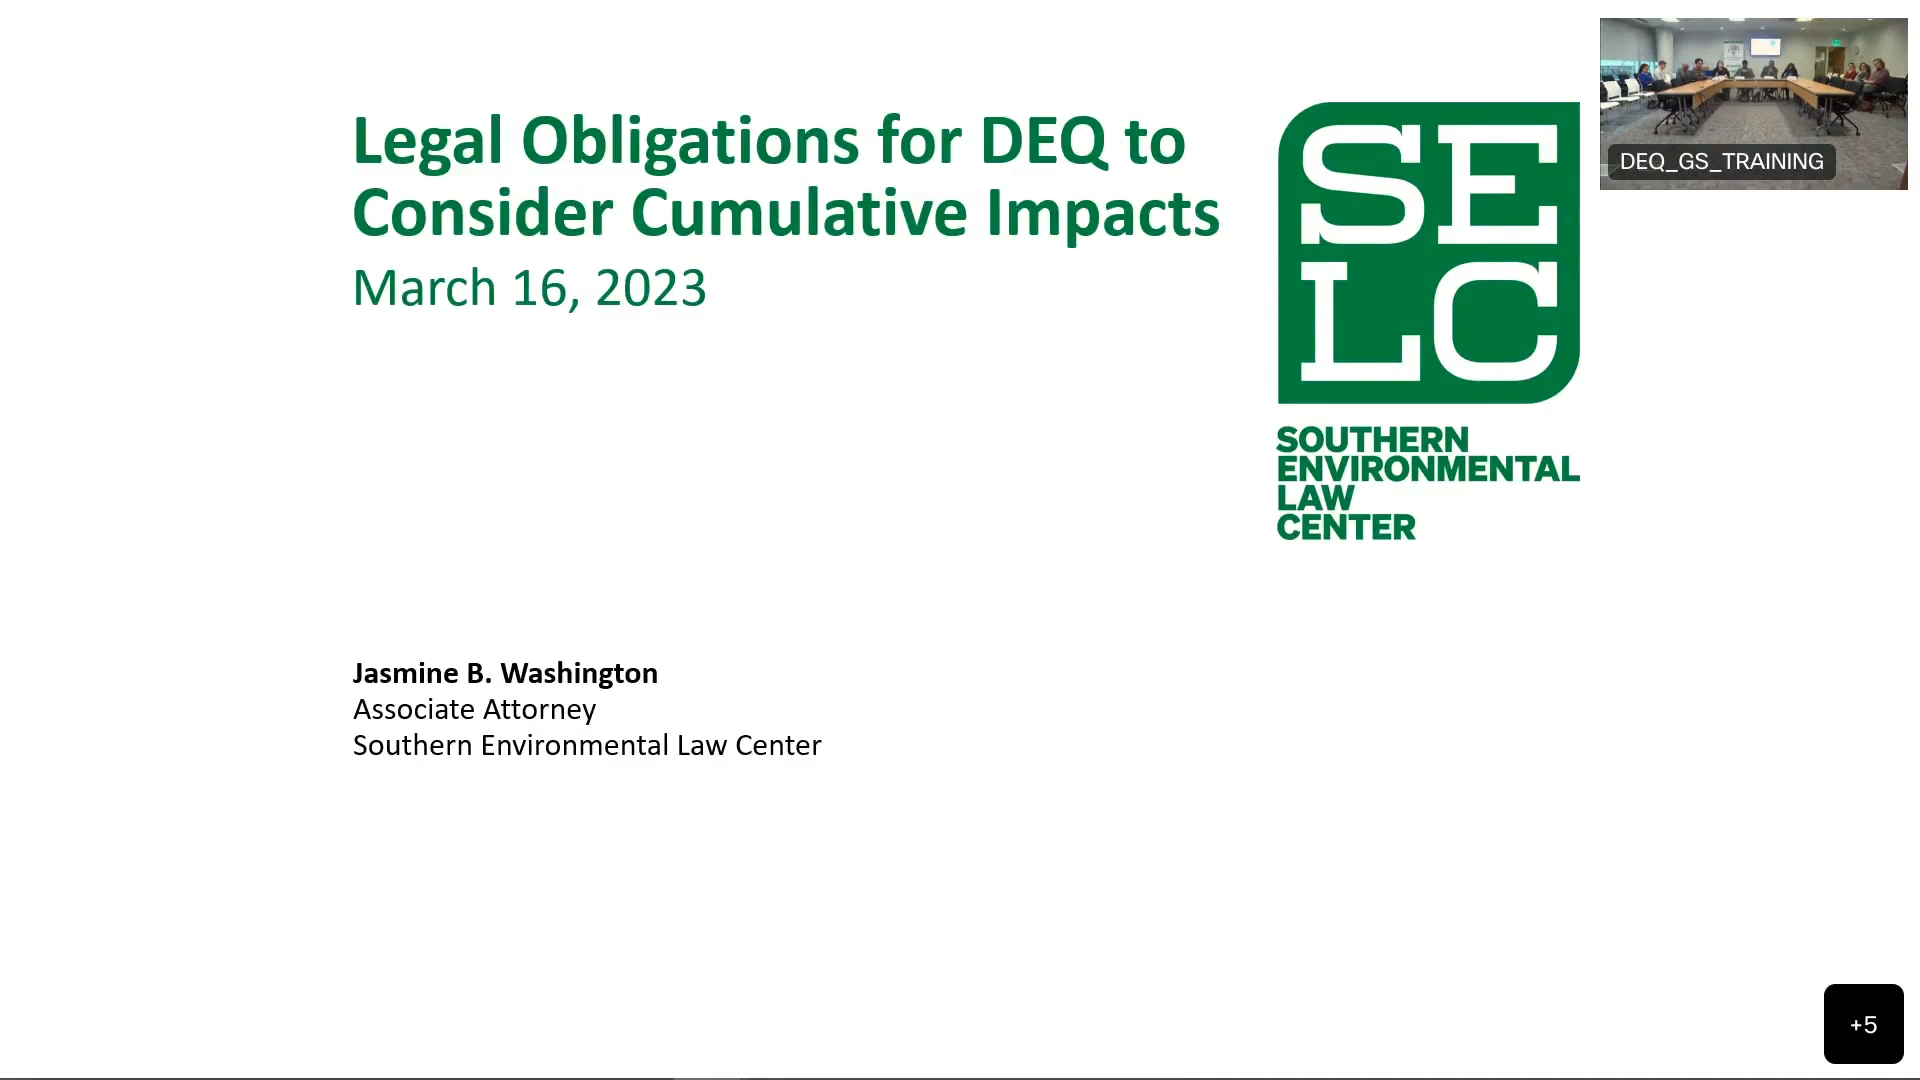 Legal Obligations for DEQ to
Consider Cumulative Impacts
March 16, 2023
SE
LC
SOUTHERN
ENVIRONMENTAL
LAW
CENTER
DEQ_GS_TRAINING
Jasmine B. Washington
Associate Attorney
Southern Environmental Law Center
+5